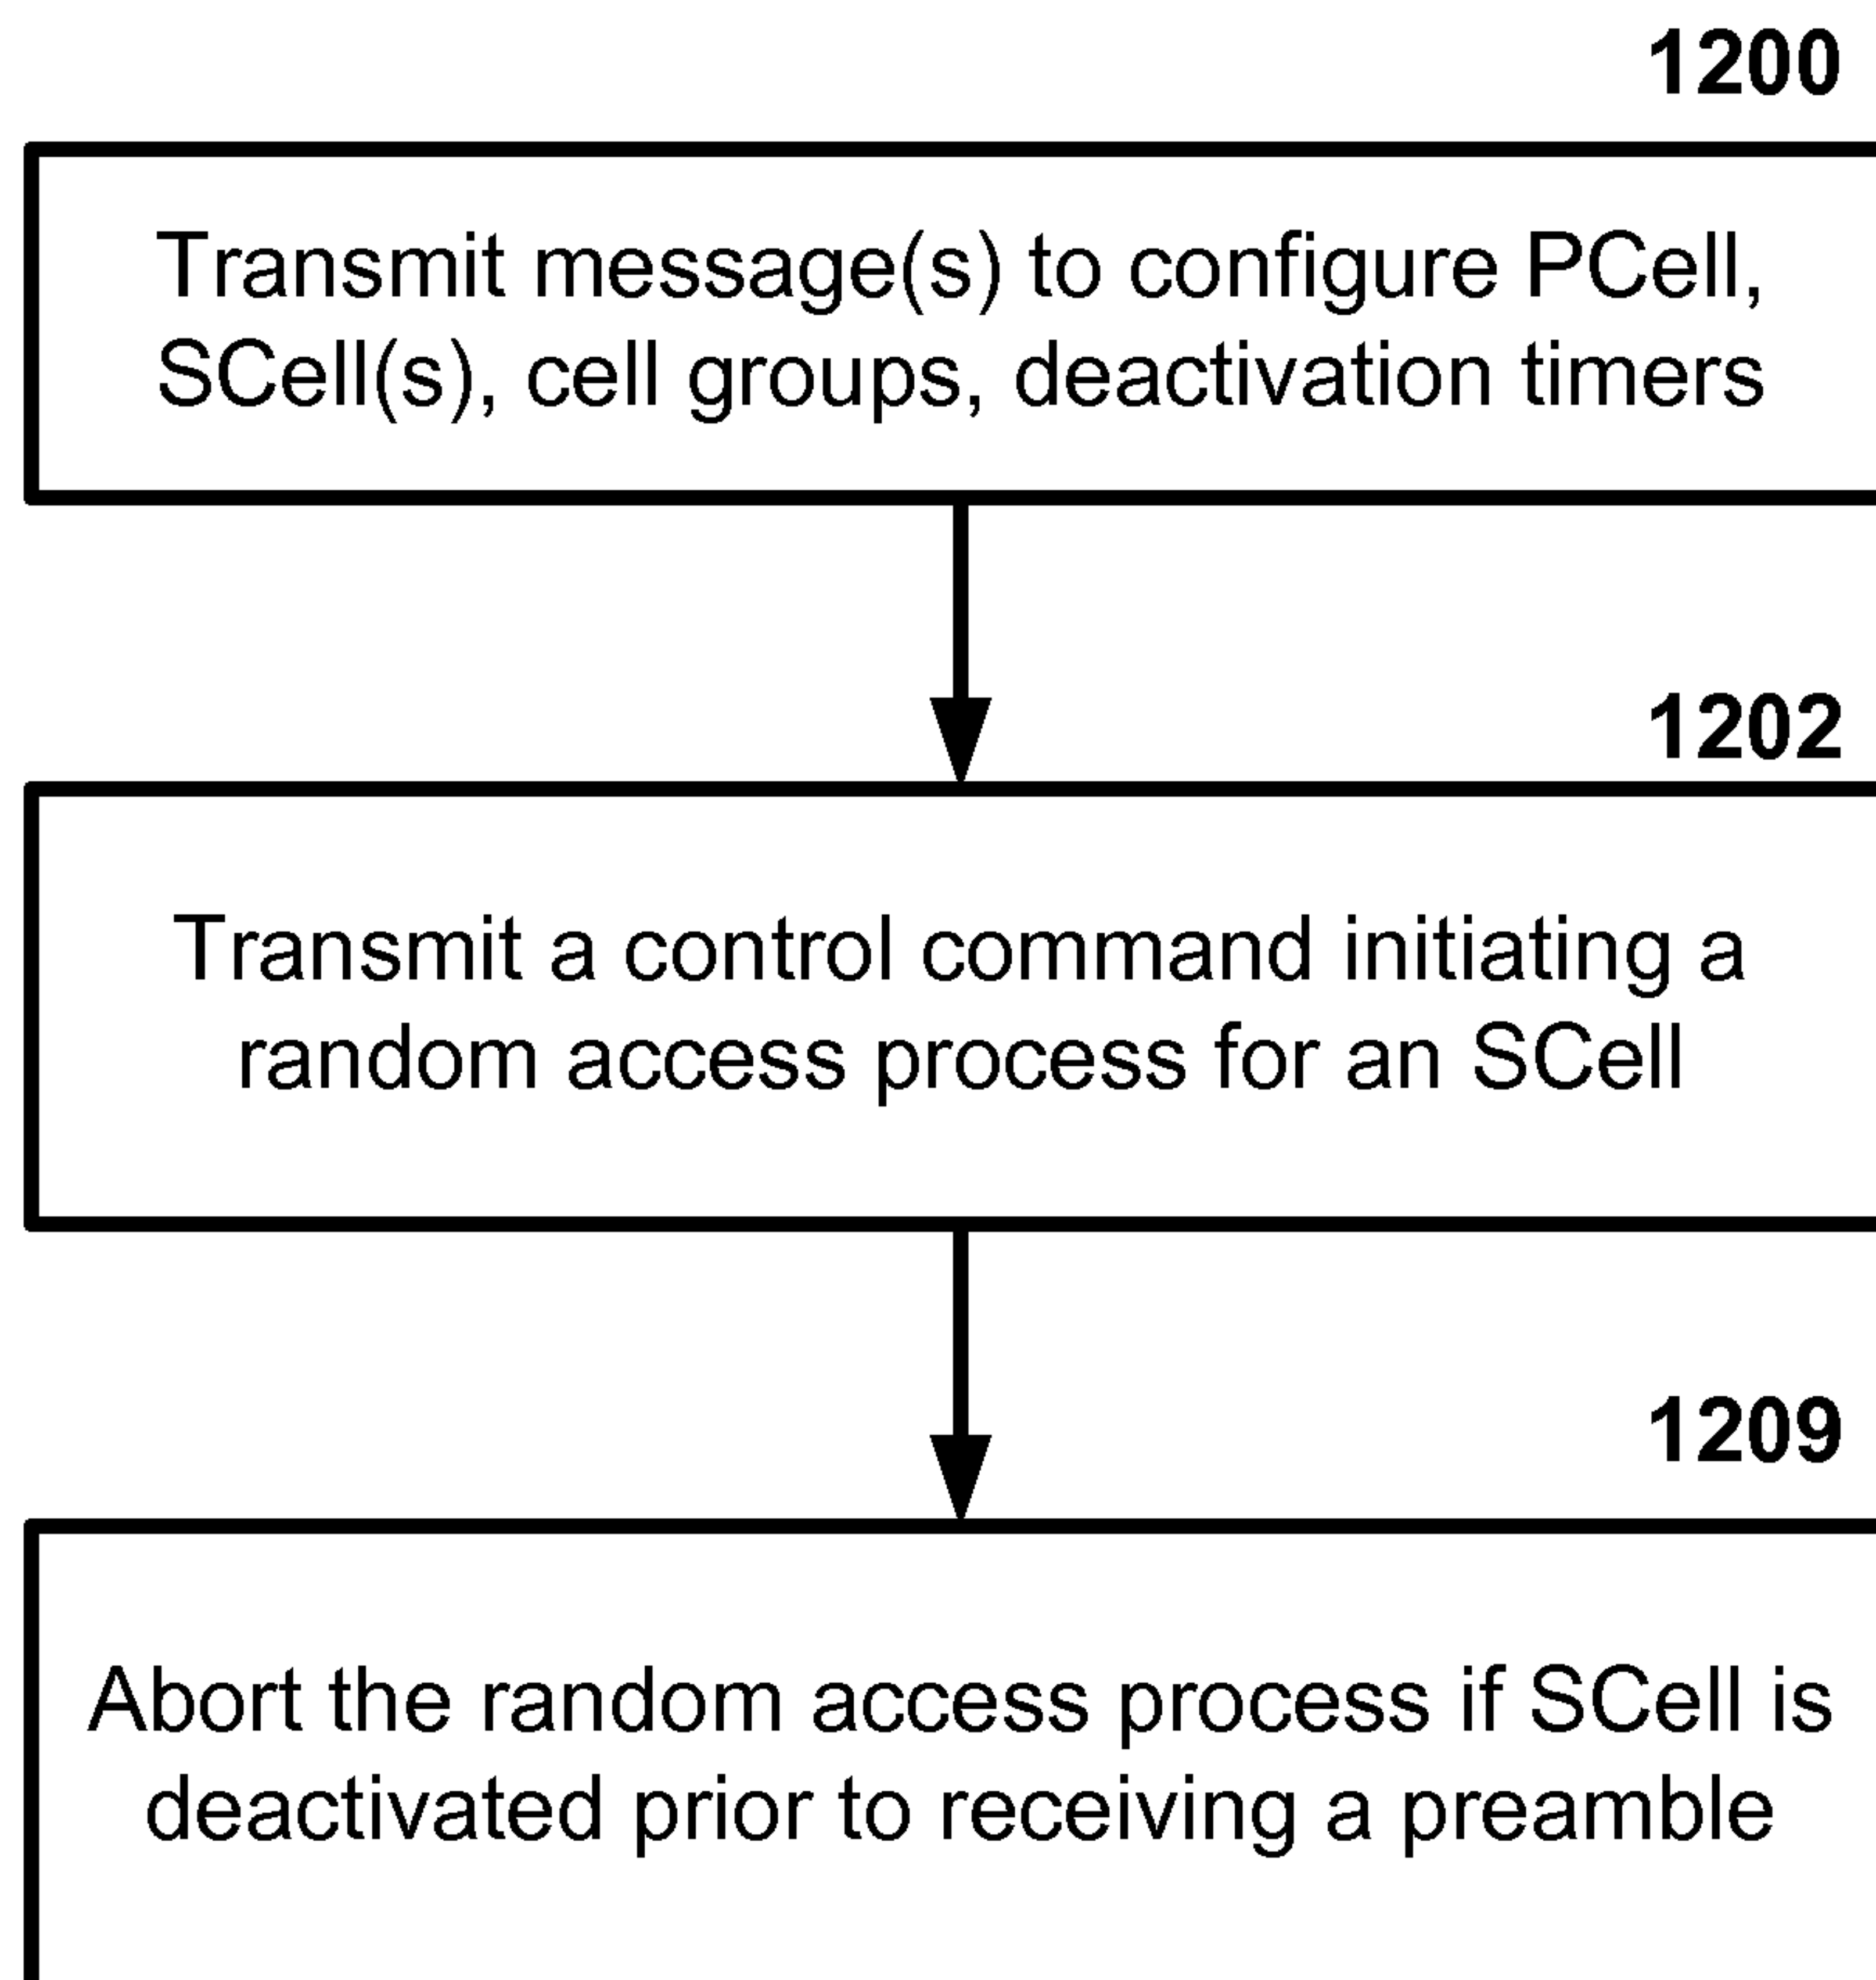 1200
Transmit message(s) to configure PCell,
SCell(s), cell groups, deactivation timers
1202
Transmit a control command initiating a
random access process for an SCell
1209
Abort the random access process if SCell is
deactivated prior to receiving a preamble